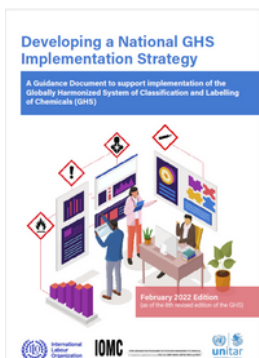 Developing a National GHS
Implementation Strategy
A Guidance Document to support implementation of the
Globally Harmonized System of Classification and Labelling
of Chemicals (GHS)
February 2022 Edition
(as of the 8th revised edition of the GHS)
International
Labour
Organization
IOMC
unitar